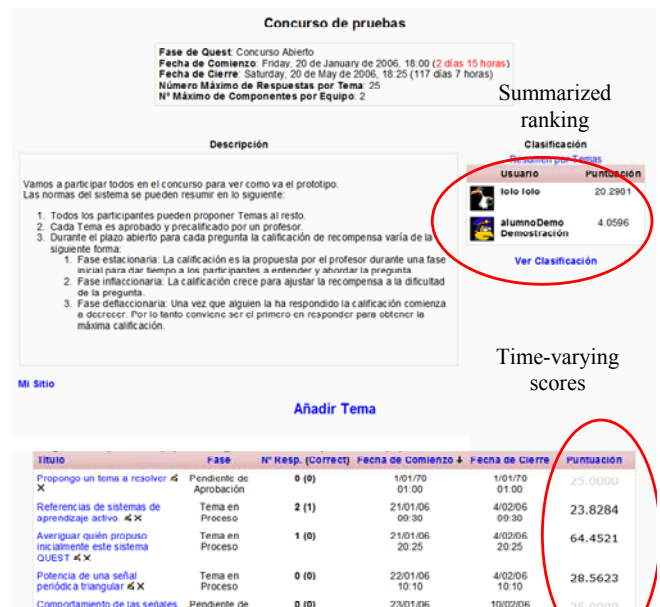 Concurso de pruebas
Fase de Quest: Concurso Abierto
Fecha de Comienzo: Friday, 20 de January de 2006, 18:00 (2 días 15 horas)
Fecha de Cierre: Saturday, 20 de May de 2006, 18:25 (117 días 7 horas)
Número Máximo de Respuestas por Tema: 25
Nº Máximo de Componentes por Equipo: 2
Summarized
ranking
Descripción
Clasificación
Resumen por Temas
Usuario Puntuación
lolo lolo 20.2981
alumnoDemo 4.0596
Demostración
Ver Clasificación
Vamos a participar todos en el concurso para ver como va el prototipo.
Las normas del sistema se pueden resumir en lo siguiente:
1. Todos los participantes pueden proponer Temas al resto.
2. Cada Tema es aprobado y precalificado por un profesor.
3. Durante el plazo abierto para cada pregunta la calificación de recompensa varía de la
siguiente forma:
1. Fase estacionaria: La calificación es la propuesta por el profesor durante una fase
inicial para dar tiempo a los participantes a entender y abordar la pregunta.
2. Fase inflaccionaria: La calificación crece para ajustar la recompensa a la dificultad
de la pregunta.
3. Fase deflaccionaria: Una vez que alguien la ha respondido la calificación comienza
a decrecer. Por lo tanto conviene ser el primero en responder para obtener la
máxima calificación.
Time-varying
scores
Mi Sitio
Añadir Tema
Título Fase Nº Resp. (Correct) Fecha de Comienzo ↓ Fecha de Cierre Puntuación
Propongo un tema a resolver Pendiente de 0 (0) 1/01/70 1/01/70 25.0000
Aprobación 01:00 01:00
Referencias de sistemas de Tema en 2 (1) 21/01/06 4/02/06 23.8284
aprendizaje activo. Proceso 09:30 09:30
Averiguar quién propuso Tema en 1 (0) 21/01/06 4/02/06 64.4521
inicialmente este sistema Proceso 20:25 20:25
QUEST
Potencia de una señal Tema en 0 (0) 22/01/06 4/02/06 28.5623
periódica triangular Proceso 10:10 10:10
Comportamiento de las señales Pendiente de 0 (0) 23/01/06 10/02/06 25.0000